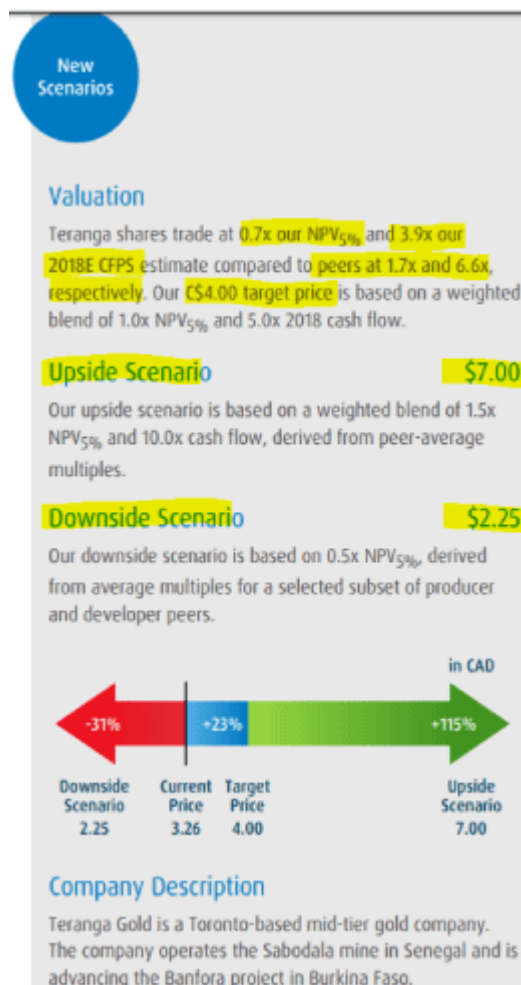 New
Scenarios
Valuation
Teranga shares trade at 0.7x our NPV5% and 3.9x our
2018E CFPS estimate compared to peers at 1.7x and 6.6x,
respectively. Our C$4.00 target price is based on a weighted
blend of 1.0x NPV5% and 5.0x 2018 cash flow.
Upside Scenario $7.00
Our upside scenario is based on a weighted blend of 1.5x
NPV5% and 10.0x cash flow, derived from peer-average
multiples.
Downside Scenario $2.25
Our downside scenario is based on 0.5x NPV5%, derived
from average multiples for a selected subset of producer
and developer peers.
in CAD
-31% +23% +115%
Downside Current Target Upside
Scenario Price Price Scenario
2.25 3.26 4.00 7.00
Company Description
Teranga Gold is a Toronto-based mid-tier gold company.
The company operates the Sabodala mine in Senegal and is
advancing the Banfora project in Burkina Faso.